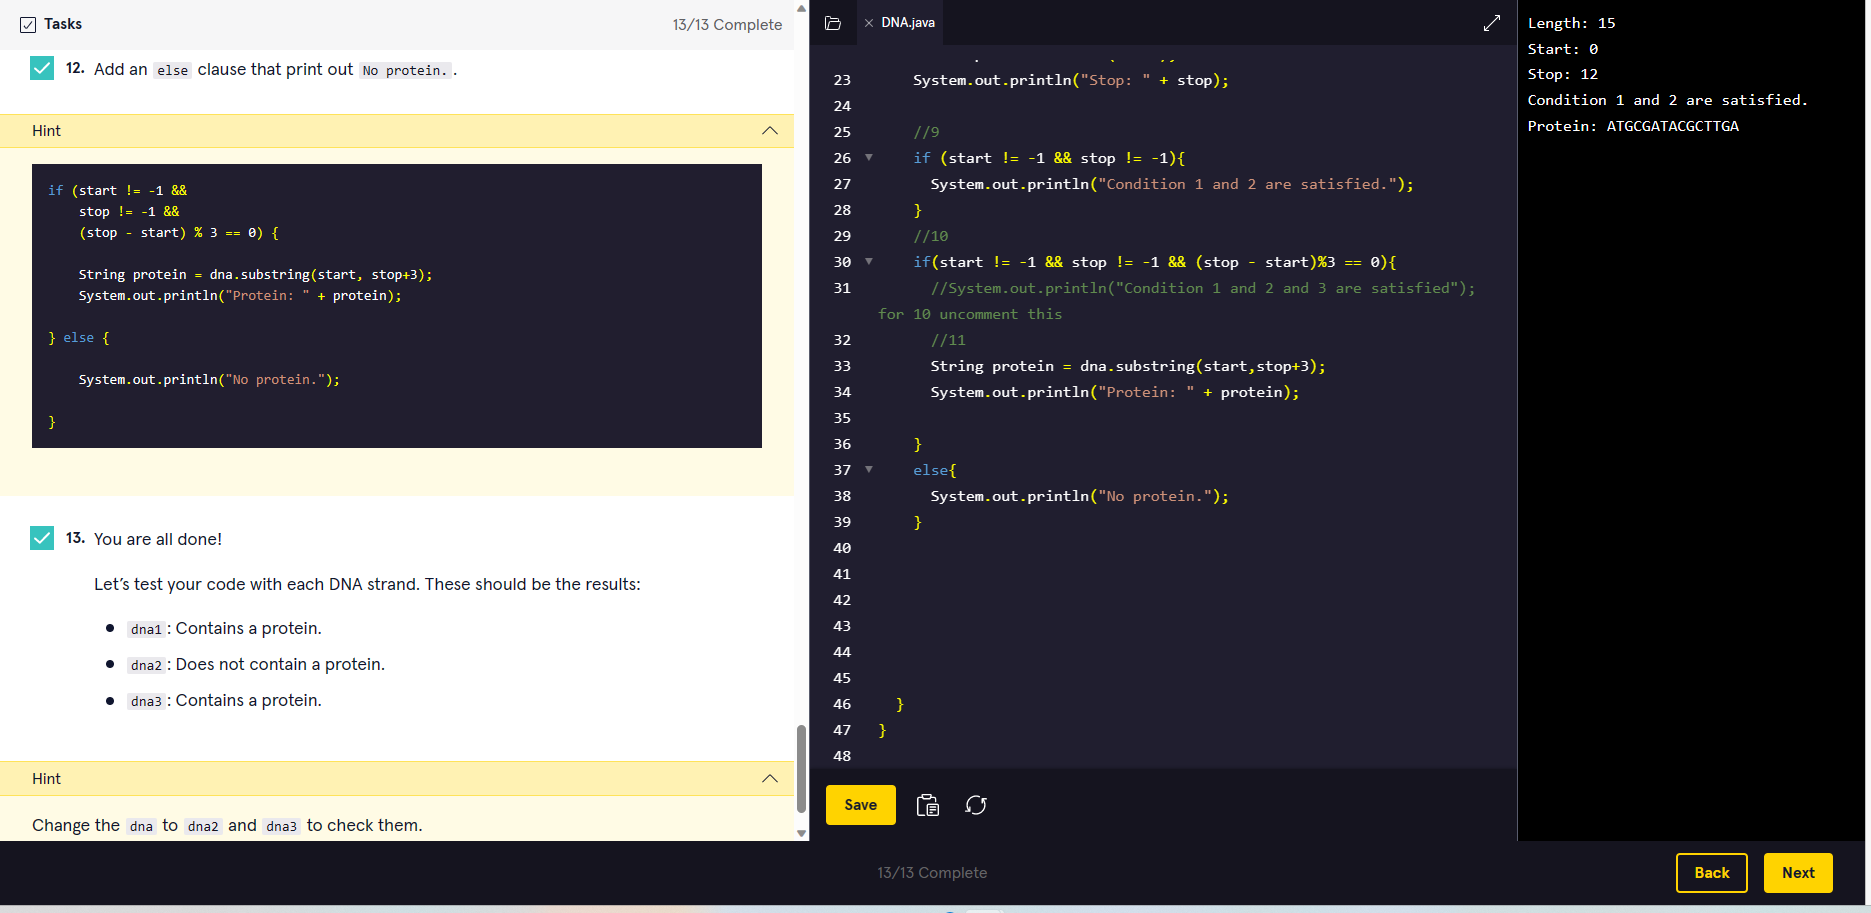 Tasks
13/13 Complete
12. Add an else clause that print out No protein. .
Hint
if (start != -1 &&
stop != -1 &&
(stop - start) % 3 == 0) {
String protein = dna.substring(start, stop+3);
System.out.println("Protein: " + protein);
} else {
System.out.println("No protein.");
}
13. You are all done!
Let's test your code with each DNA strand. These should be the results:
dna1 : Contains a protein.
dna2 : Does not contain a protein.
dna3 : Contains a protein.
Hint
Change the dna to dna2 and dna3 to check them.
DNA.java
23 System.out.println("Stop: " + stop);
24
25 //9
26 if (start != -1 && stop != -1){
27 System.out.println("Condition 1 and 2 are satisfied.");
28 }
29 //10
30 if(start != -1 && stop != -1 && (stop - start)%3 == 0){
31 //System.out.println("Condition 1 and 2 and 3 are satisfied");
for 10 uncomment this
32 //11
33 String protein = dna.substring(start,stop+3);
34 System.out.println("Protein: " + protein);
35
36 }
37 else{
38 System.out.println("No protein.");
39 }
40
41
42
43
44
45
46 }
47 }
48
Save
Length: 15
Start: 0
Stop: 12
Condition 1 and 2 are satisfied.
Protein: ATGCGATACGCTTGA
13/13 Complete
Back
Next